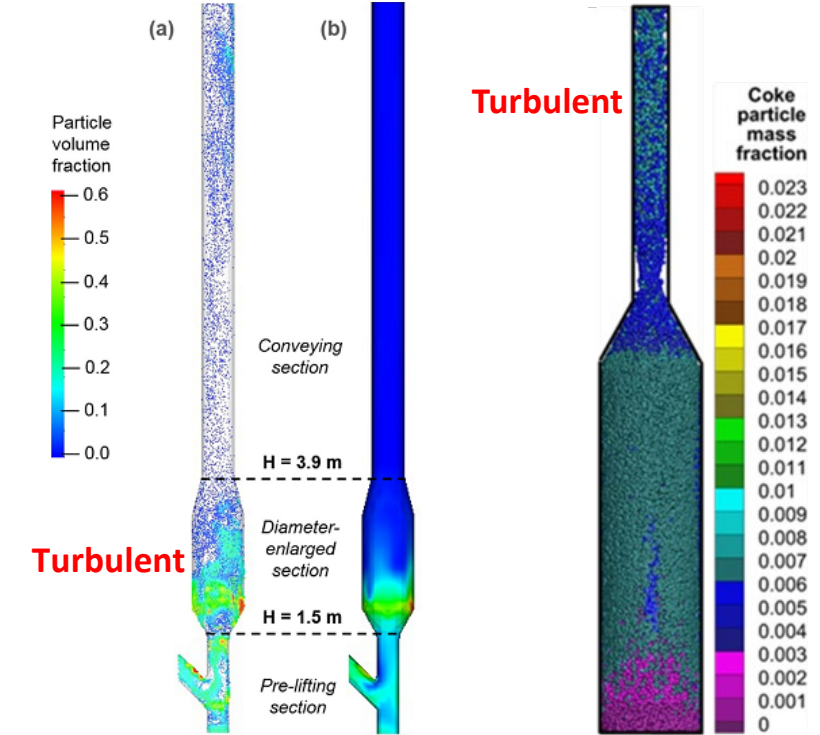 (a)
(b)
Particle
volume
fraction
0.6
0.5
0.4
0.3
0.2
0.1
0.0
Conveying
section
H = 3.9 m
Diameter-
enlarged
section
Turbulent
H = 1.5 m
Pre-lifting
section
Turbulent
Coke
particle
mass
fraction
0.023
0.022
0.021
0.02
0.019
0.018
0.017
0.016
0.015
0.014
0.013
0.012
0.011
0.01
0.009
0.008
0.007
0.006
0.005
0.004
0.003
0.002
0.001
0